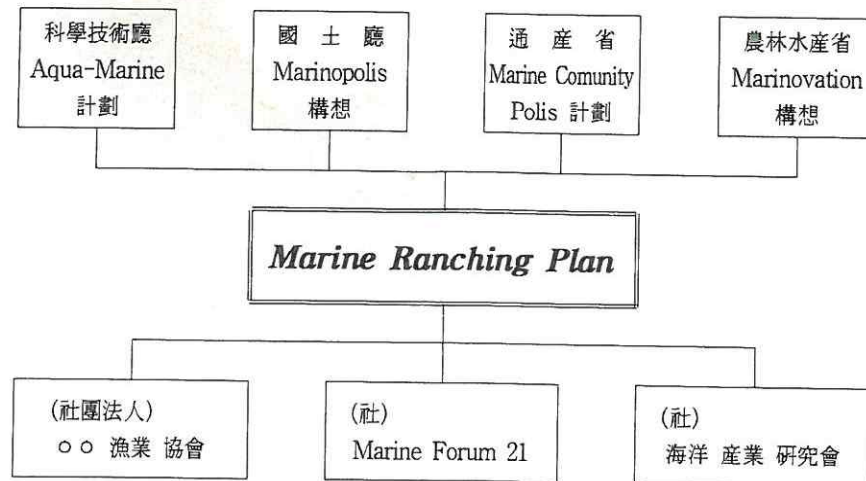 科學技術廳
Aqua-Marine
計劃
國 土 廳
Marinopolis
構想
通 産 省
Marine Comunity
Polis 計劃
農林水産省
Marinovation
構想
Marine Ranching Plan
(社團法人)
○○ 漁業 協會
(社)
Marine Forum 21
(社)
海洋 産業 硏究會